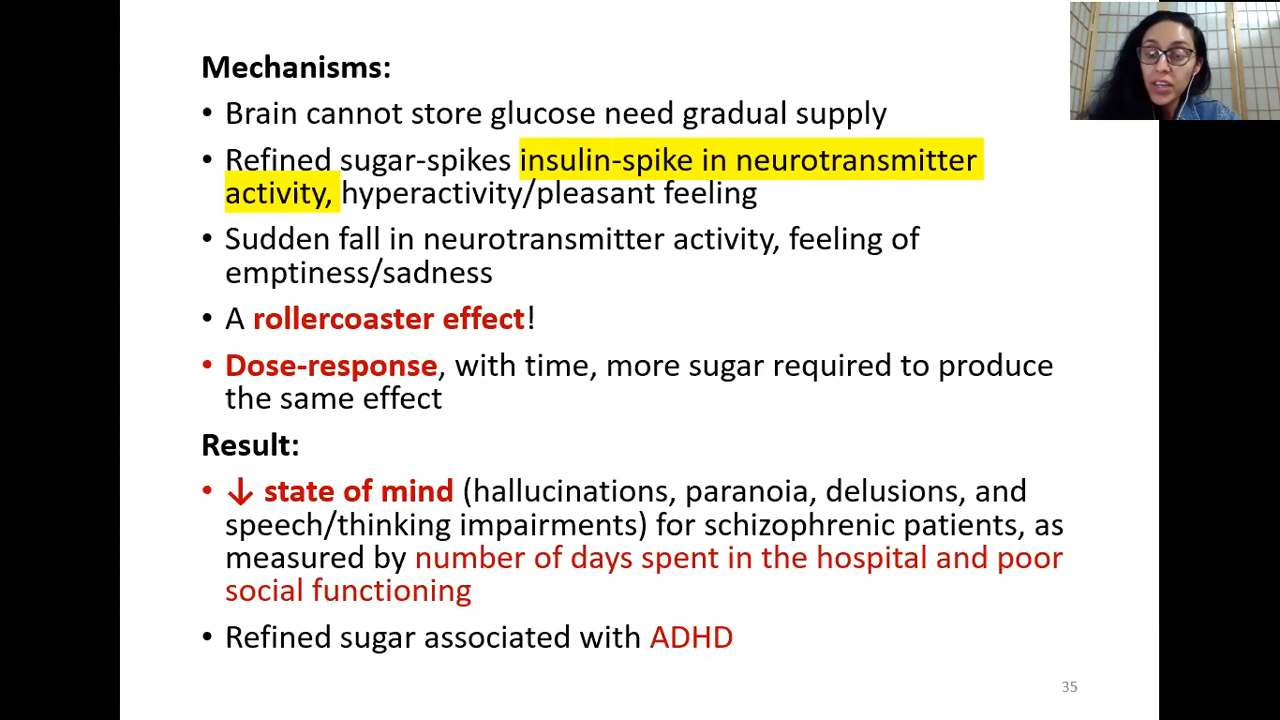 Mechanisms:
• Brain cannot store glucose need gradual supply
• Refined sugar-spikes insulin-spike in neurotransmitter
activity, hyperactivity/pleasant feeling
• Sudden fall in neurotransmitter activity, feeling of
emptiness/sadness
• A rollercoaster effect!
• Dose-response, with time, more sugar required to produce
the same effect
Result:
• ↓ state of mind (hallucinations, paranoia, delusions, and
speech/thinking impairments) for schizophrenic patients, as
measured by number of days spent in the hospital and poor
social functioning
• Refined sugar associated with ADHD
35